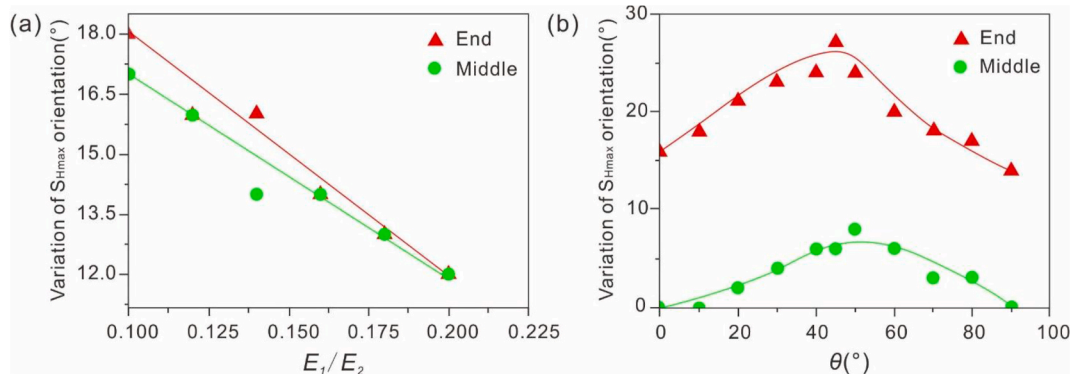 (a)
Variation of SHmax orientation(°)
18.0
16.5
15.0
13.5
12.0
End
Middle
0.100 0.125 0.150 0.175 0.200 0.225
E1/E2
(b)
Variation of SHmax orientation(°)
30
20
10
0
End
Middle
0 20 40 60 80 100
θ(°)